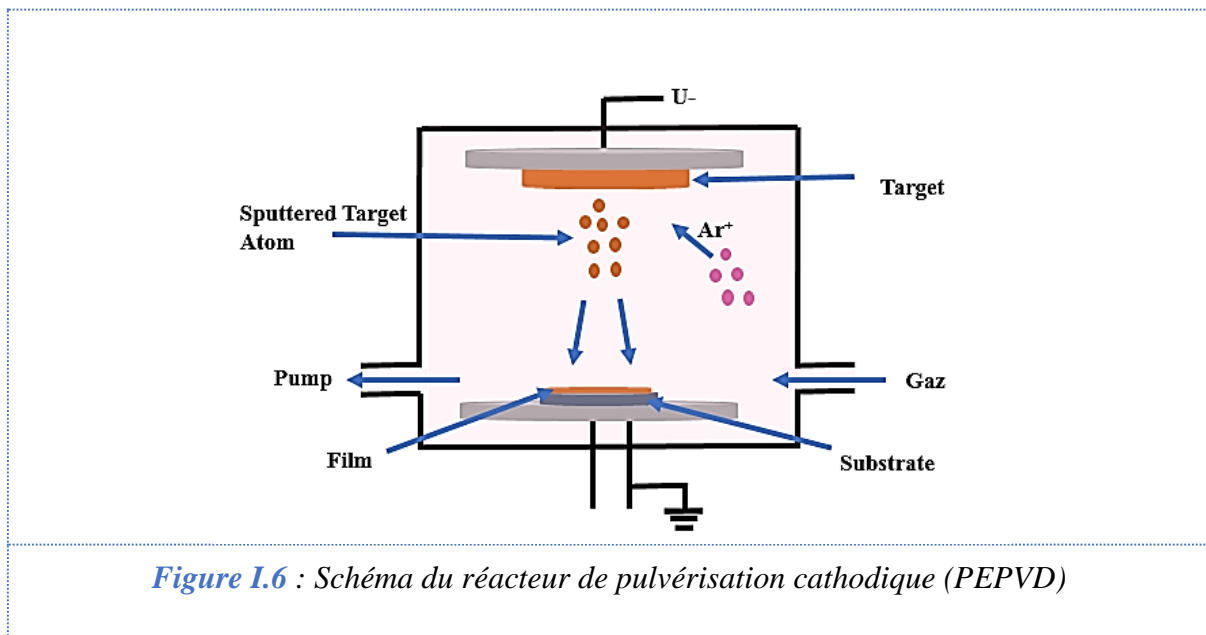 U-
Target
Sputtered Target
Atom
Ar⁺
Pump
Gaz
Film
Substrate
Figure I.6 : Schéma du réacteur de pulvérisation cathodique (PEPVD)